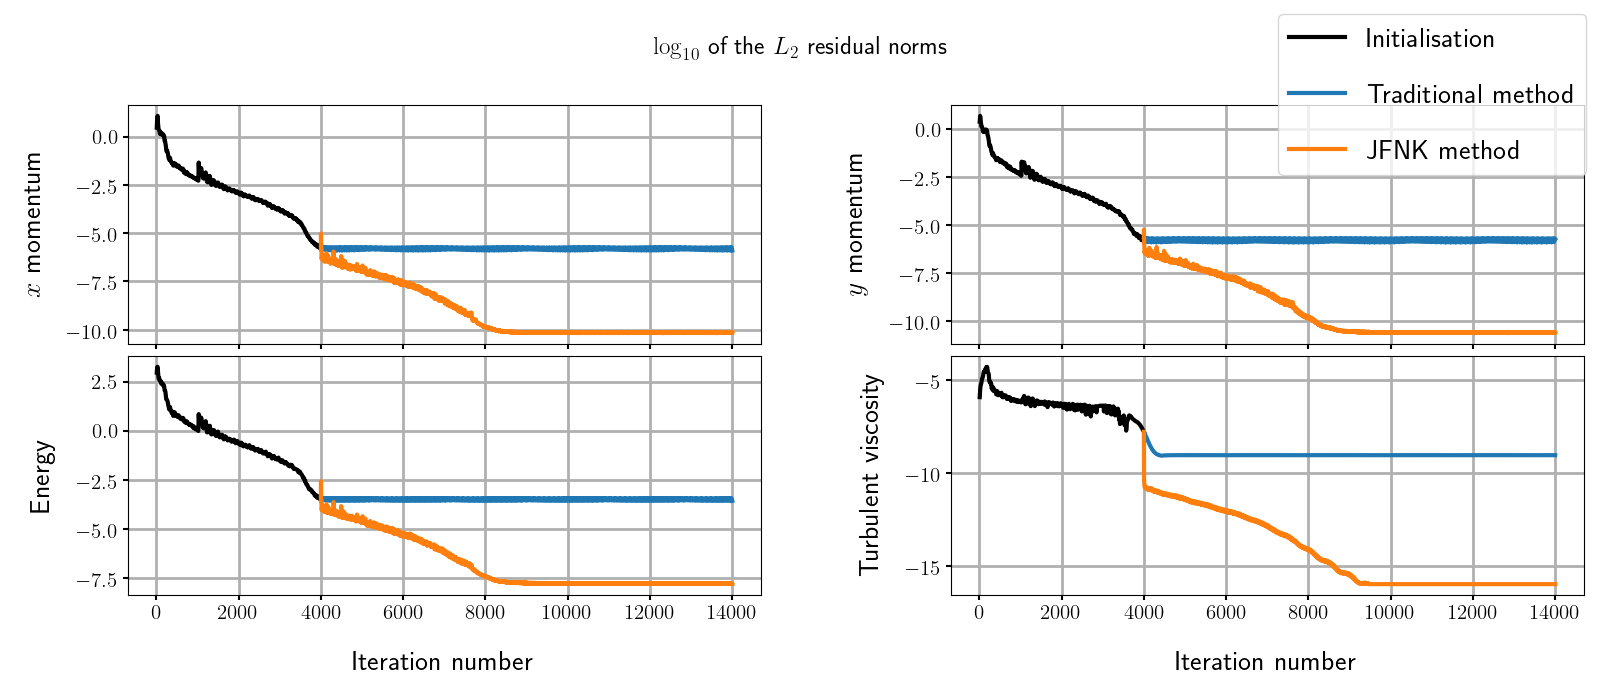 log₁₀ of the L₂ residual norms
Initialisation
Traditional method
JFNK method
x momentum
0.0
−2.5
−5.0
−7.5
−10.0
y momentum
0.0
−2.5
−5.0
−7.5
−10.0
Energy
2.5
0.0
−2.5
−5.0
−7.5
0 2000 4000 6000 8000 10000 12000 14000
Iteration number
Turbulent viscosity
−5
−10
−15
0 2000 4000 6000 8000 10000 12000 14000
Iteration number